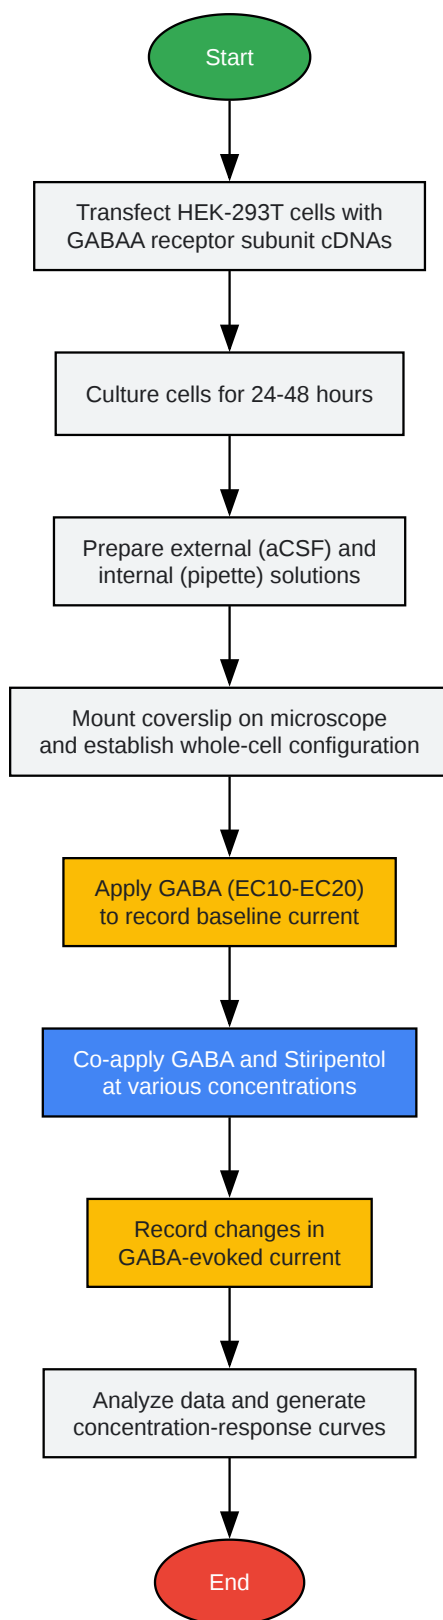 Start
Transfect HEK-293T cells with
GABAA receptor subunit cDNAs
Culture cells for 24-48 hours
Prepare external (aCSF) and
internal (pipette) solutions
Mount coverslip on microscope
and establish whole-cell configuration
Apply GABA (EC10-EC20)
to record baseline current
Co-apply GABA and Stiripentol
at various concentrations
Record changes in
GABA-evoked current
Analyze data and generate
concentration-response curves
End